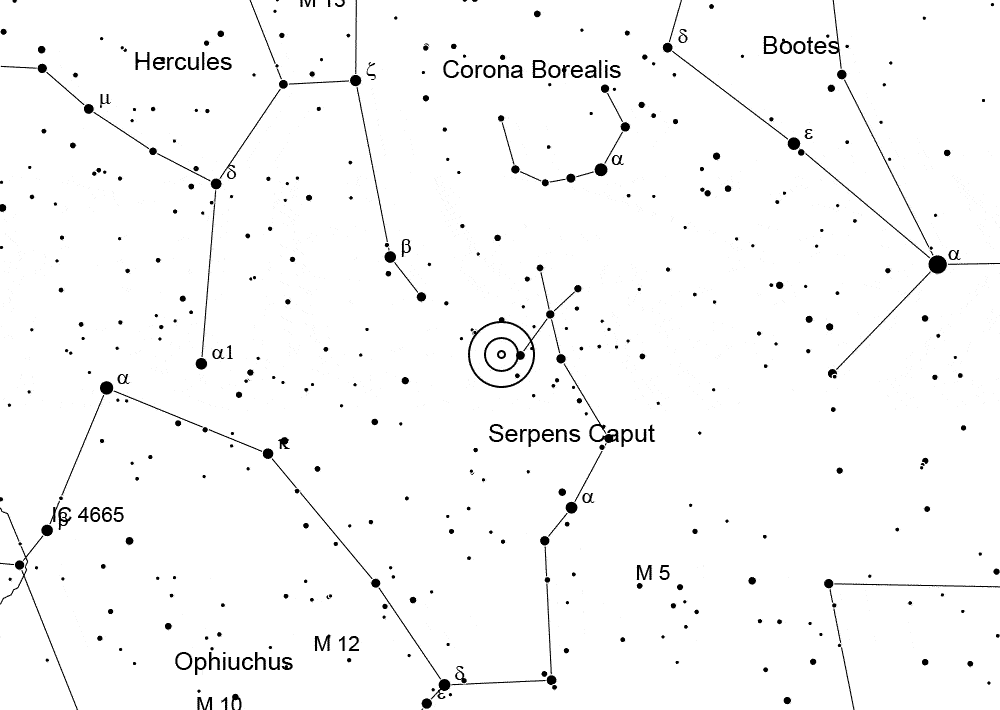 M 13
δ
Bootes
Hercules
ζ
Corona Borealis
μ
ε
α
δ
β
α
α1
α
Serpens Caput
κ
α
IC 4665
β
M 5
M 12
Ophiuchus
δ
ε
M 10